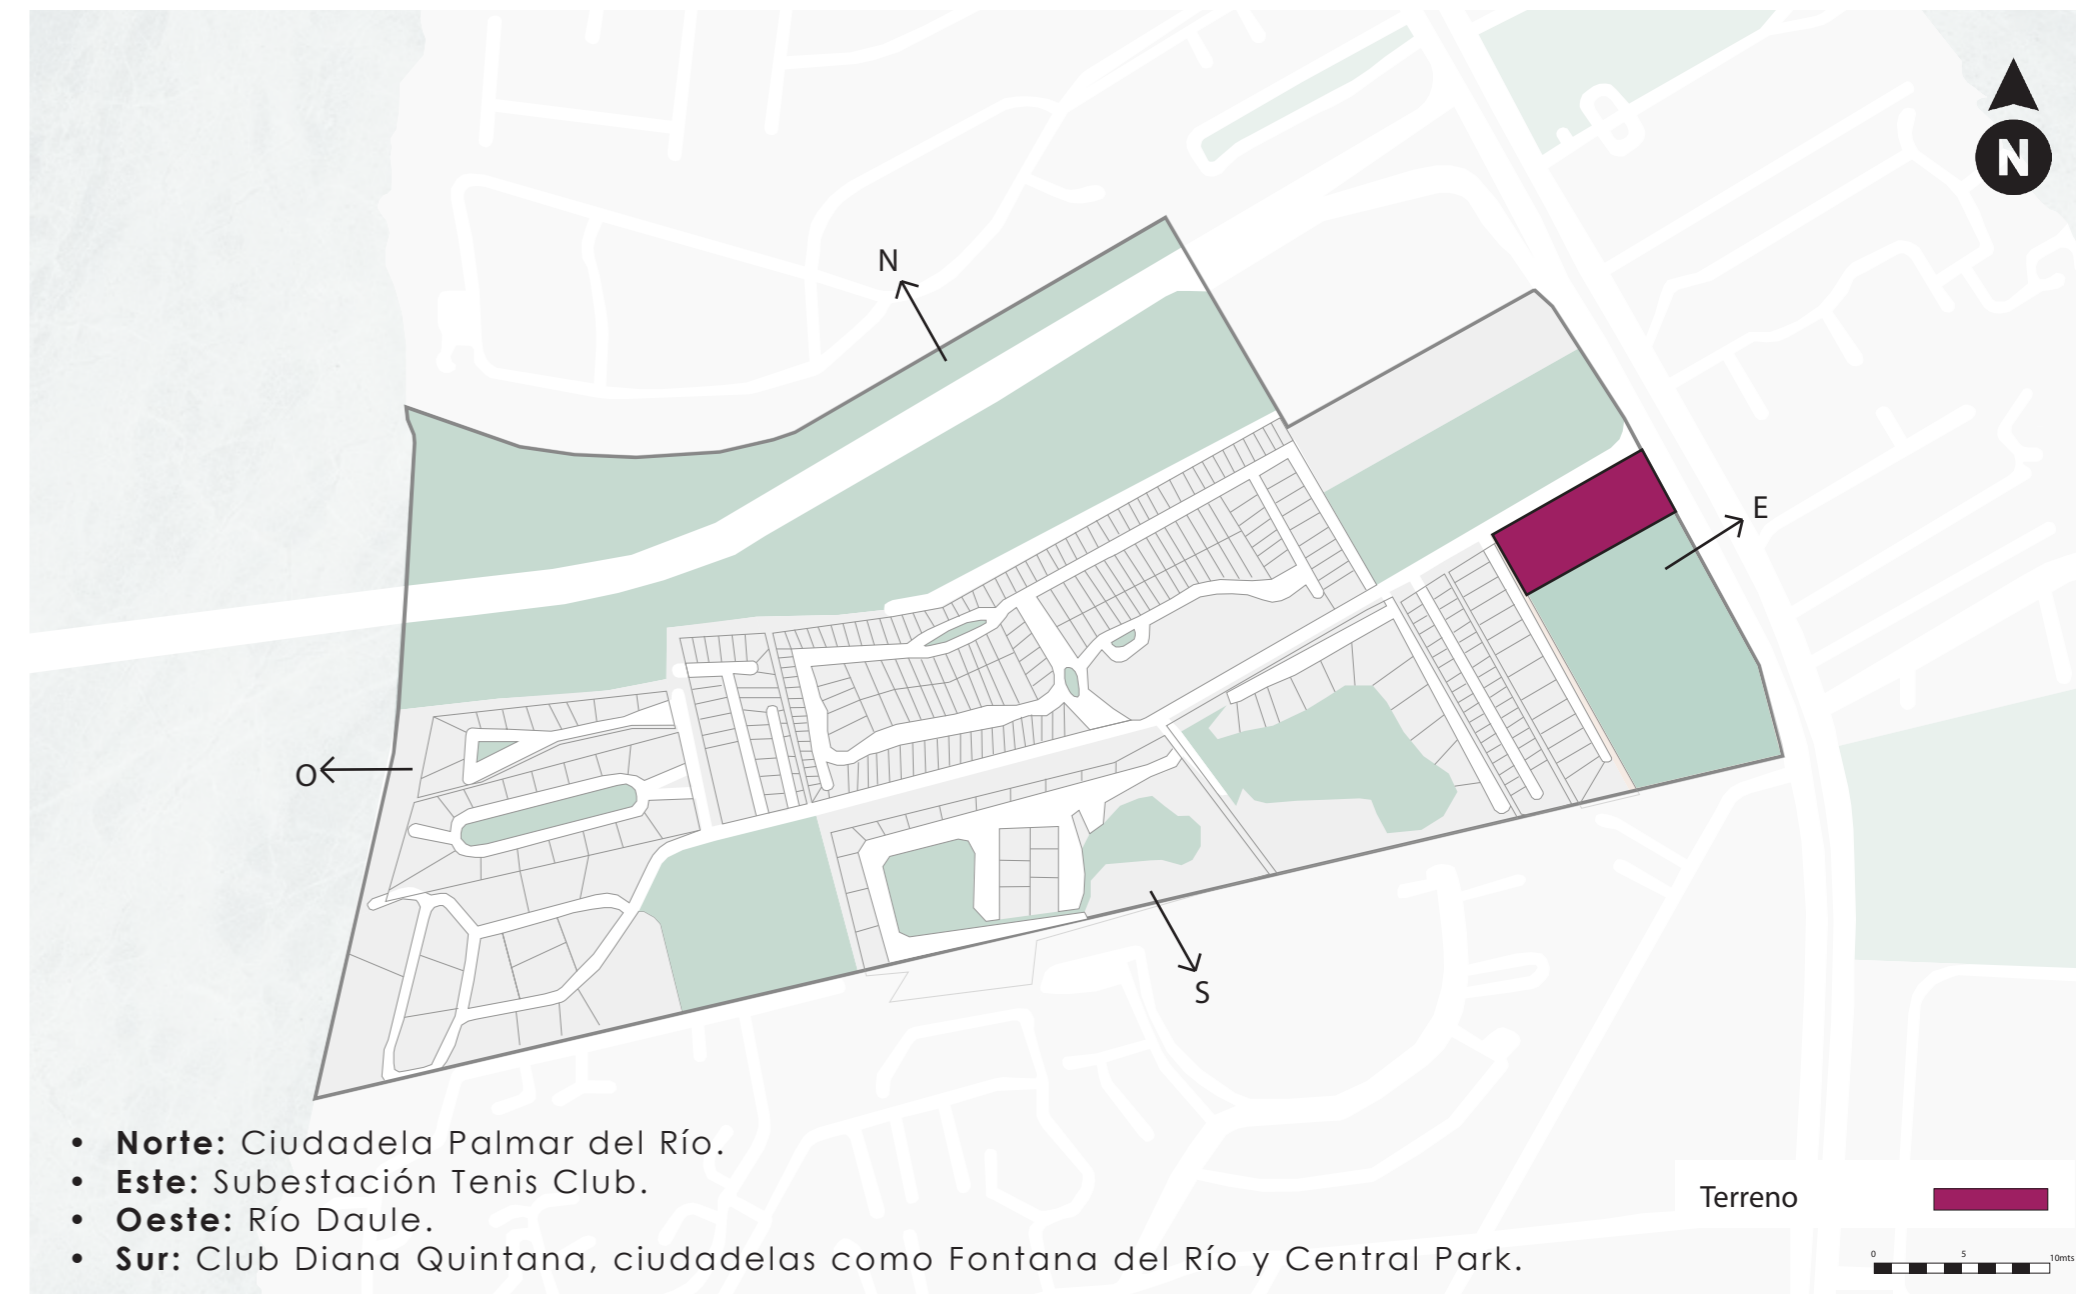 N
N
E
O
S
• Norte: Ciudadela Palmar del Río.
• Este: Subestación Tenis Club.
• Oeste: Río Daule.
• Sur: Club Diana Quintana, ciudadelas como Fontana del Río y Central Park.
Terreno
0 5 10mts